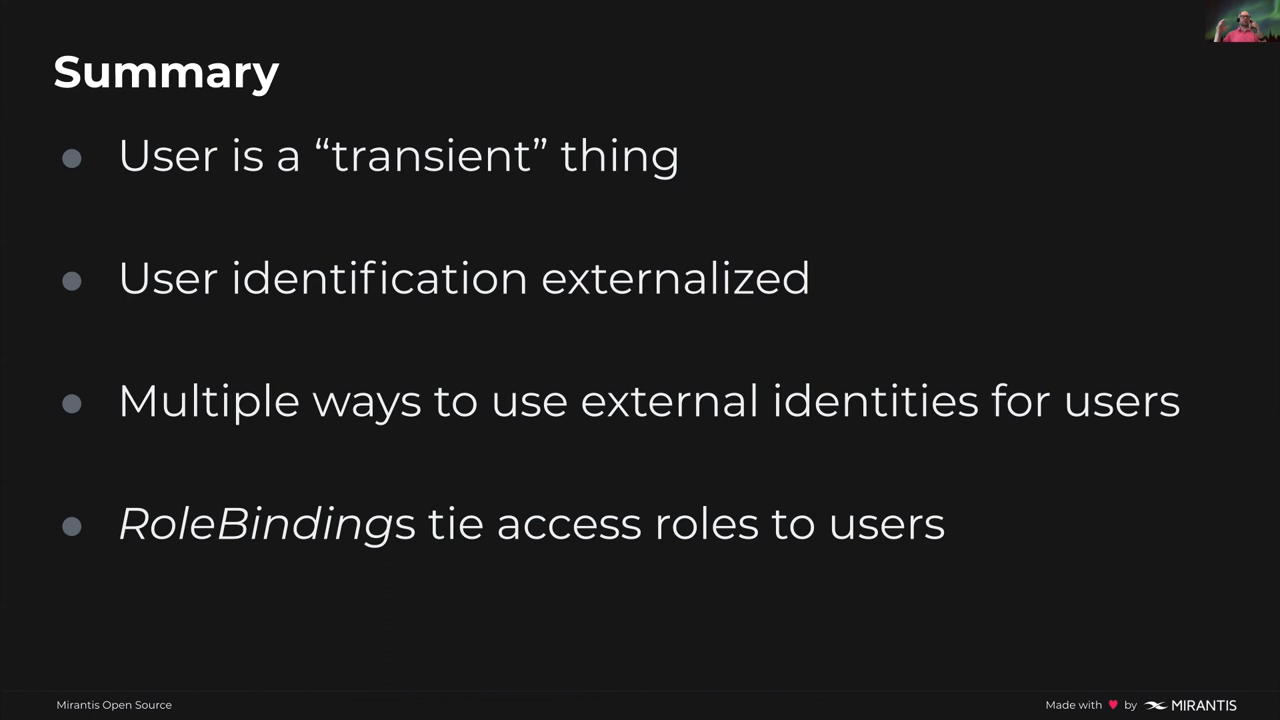 Summary
User is a “transient” thing
User identification externalized
Multiple ways to use external identities for users
RoleBindings tie access roles to users
Mirantis Open Source
Made with ♥ by MIRANTIS